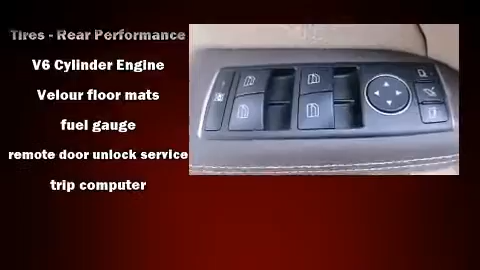 Tires - Rear Performance
V6 Cylinder Engine
Velour floor mats
fuel gauge
remote door unlock service
trip computer